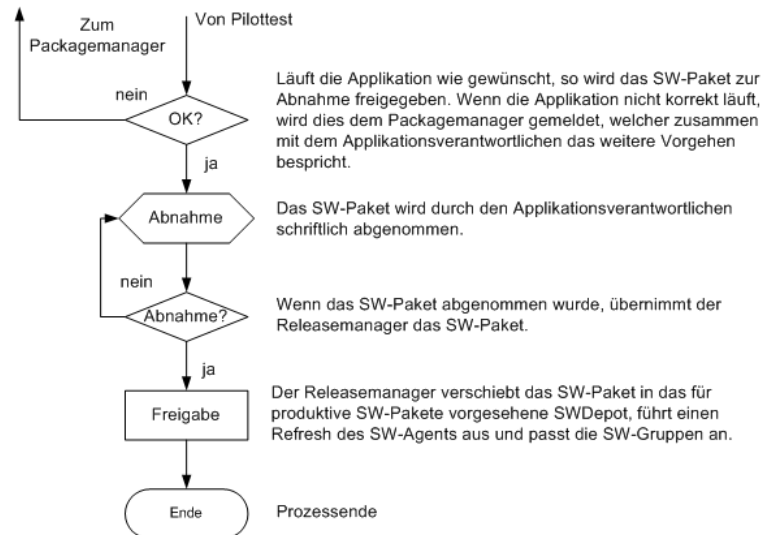 Zum
Packagemanager
Von Pilottest
nein
OK?
Läuft die Applikation wie gewünscht, so wird das SW-Paket zur
Abnahme freigegeben. Wenn die Applikation nicht korrekt läuft,
wird dies dem Packagemanager gemeldet, welcher zusammen
mit dem Applikationsverantwortlichen das weitere Vorgehen
bespricht.
ja
Abnahme
Das SW-Paket wird durch den Applikationsverantwortlichen
schriftlich abgenommen.
nein
Abnahme?
Wenn das SW-Paket abgenommen wurde, übernimmt der
Releasemanager das SW-Paket.
ja
Freigabe
Der Releasemanager verschiebt das SW-Paket in das für
produktive SW-Pakete vorgesehene SWDepot, führt einen
Refresh des SW-Agents aus und passt die SW-Gruppen an.
Ende
Prozessende